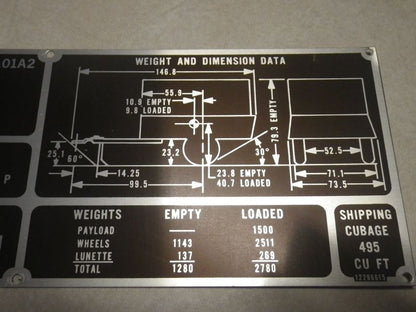 101A2
WEIGHT AND DIMENSION DATA
146.8
55.9
10.9 EMPTY
9.8 LOADED
79.3 EMPTY
25.1
60°
23.2
30°
52.5
14.25
23.8 EMPTY
40.7 LOADED
71.1
99.5
73.5
P
WEIGHTS EMPTY LOADED
PAYLOAD — 1500
WHEELS 1143 2511
LUNETTE 137 269
TOTAL 1280 2780
SHIPPING
CUBAGE
495
CU FT
12296615